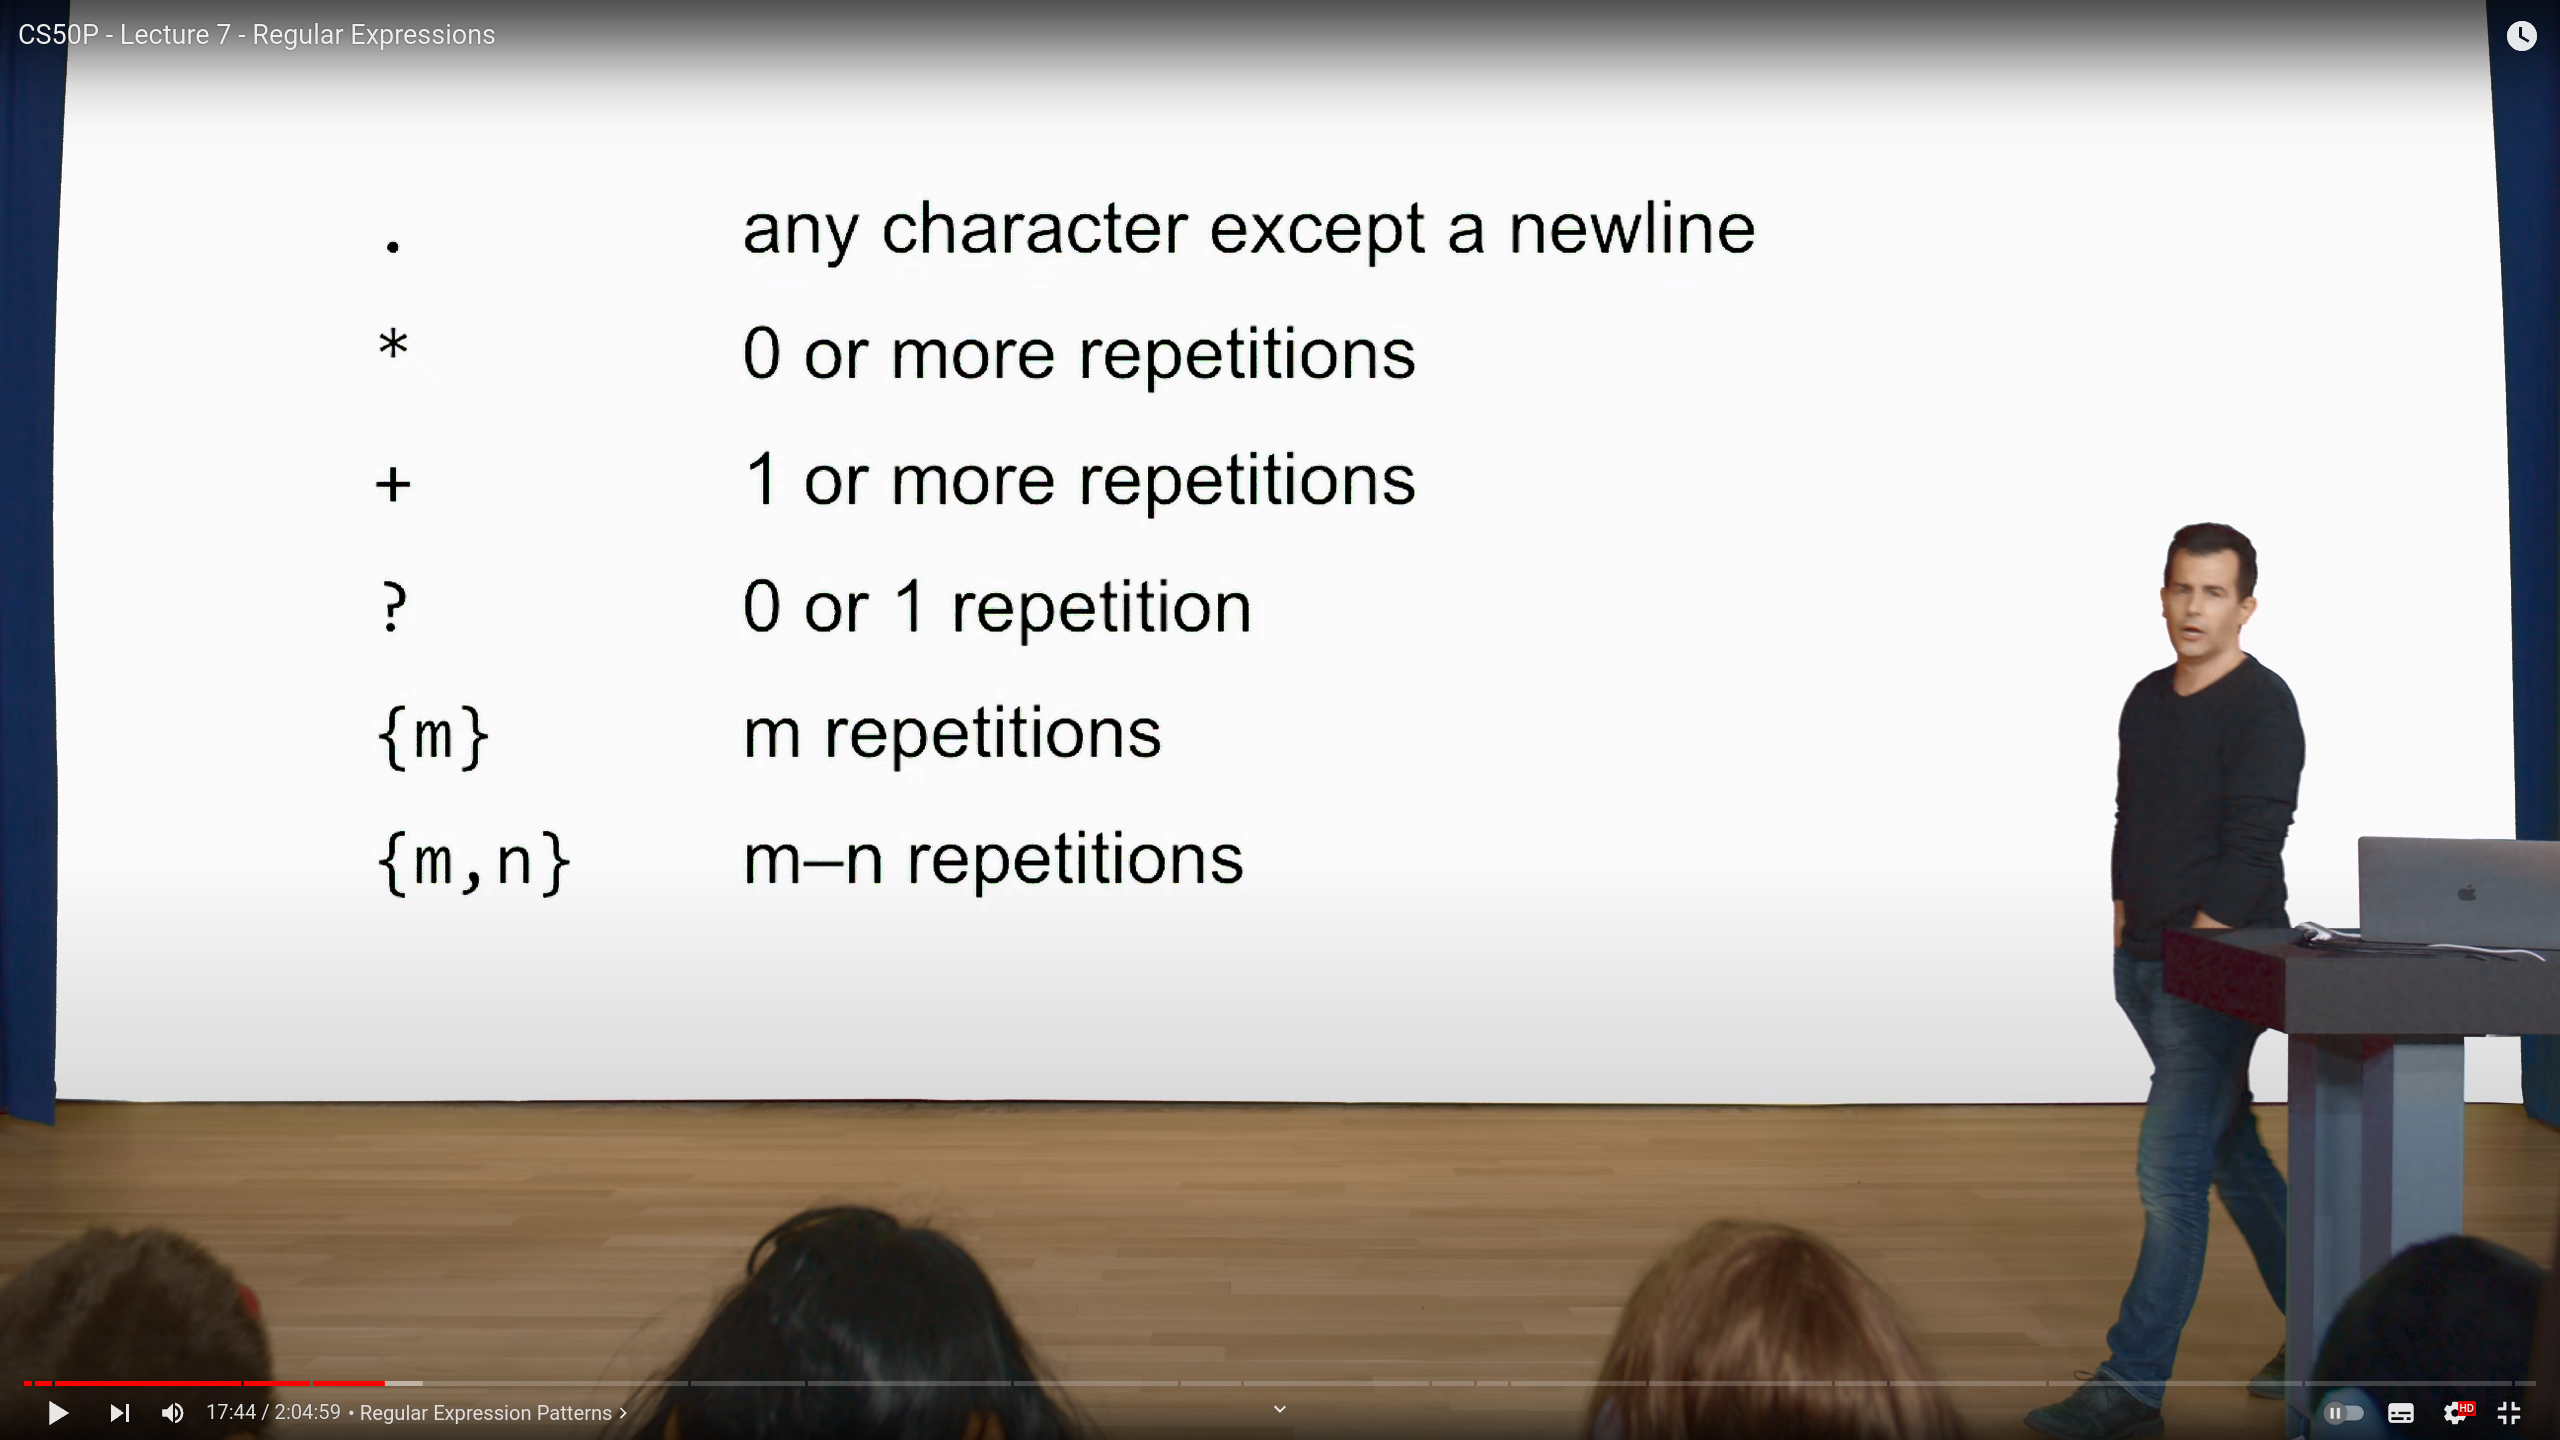 CS50P - Lecture 7 - Regular Expressions
. any character except a newline
* 0 or more repetitions
+ 1 or more repetitions
? 0 or 1 repetition
{m} m repetitions
{m,n} m–n repetitions
17:44 / 2:04:59 • Regular Expression Patterns
HD